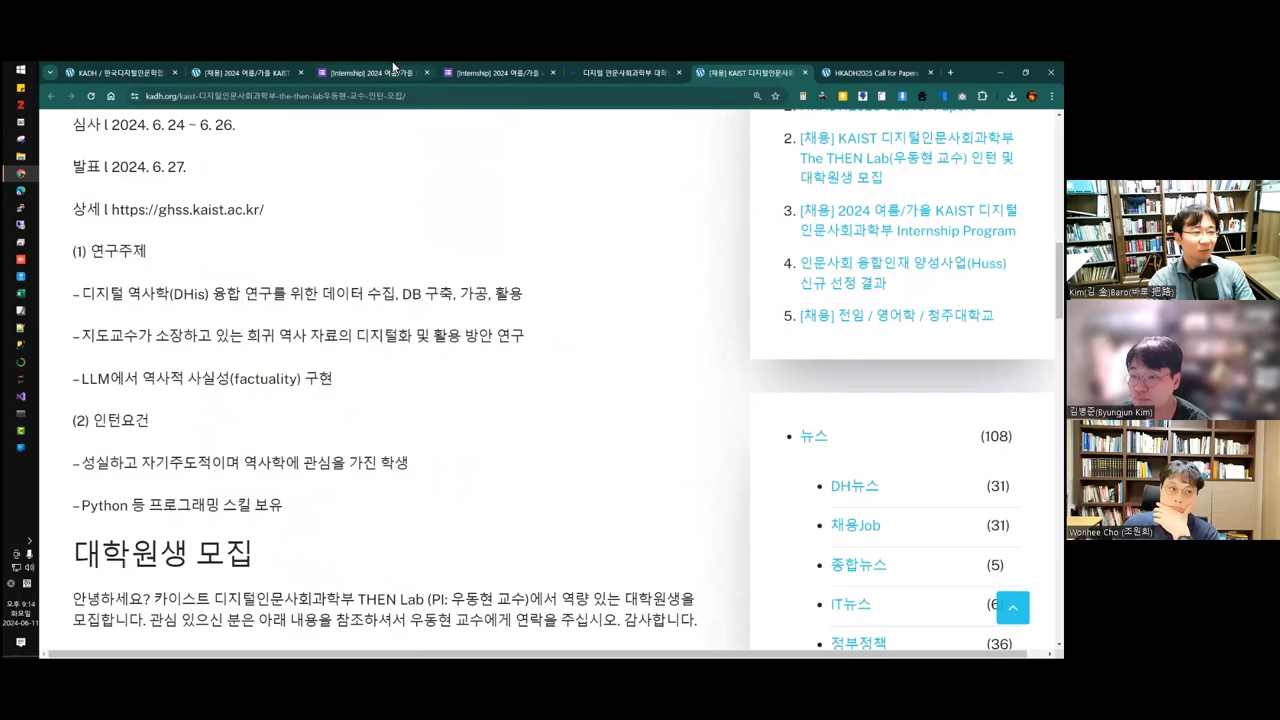 KADH / 한국디지털인문학협
[채용] 2024 여름/가을 KAIST
[Internship] 2024 여름/가을
[Internship] 2024 여름/가을 K
디지털 인문사회과학부 대학
[채용] KAIST 디지털인문사회
HKADH2025 Call for Papers
kadh.org/kaist-디지털인문사회과학부-the-then-lab우동현-교수-인턴-모집/
심사 l 2024. 6. 24 ~ 6. 26.
발표 l 2024. 6. 27.
상세 l https://ghss.kaist.ac.kr/
(1) 연구주제
– 디지털 역사학(DHis) 융합 연구를 위한 데이터 수집, DB 구축, 가공, 활용
– 지도교수가 소장하고 있는 희귀 역사 자료의 디지털화 및 활용 방안 연구
– LLM에서 역사적 사실성(factuality) 구현
(2) 인턴요건
– 성실하고 자기주도적이며 역사학에 관심을 가진 학생
– Python 등 프로그래밍 스킬 보유
대학원생 모집
안녕하세요? 카이스트 디지털인문사회과학부 THEN Lab (PI: 우동현 교수)에서 역량 있는 대학원생을
모집합니다. 관심 있으신 분은 아래 내용을 참조하셔서 우동현 교수에게 연락을 주십시오. 감사합니다.
2. [채용] KAIST 디지털인문사회과학부
The THEN Lab(우동현 교수) 인턴 및
대학원생 모집
3. [채용] 2024 여름/가을 KAIST 디지털
인문사회과학부 Internship Program
4. 인문사회 융합인재 양성사업(Huss)
신규 선정 결과
5. [채용] 전임 / 영어학 / 청주대학교
뉴스 (108)
DH뉴스 (31)
채용Job (31)
종합뉴스 (5)
IT뉴스
정부정책 (36)
Kim(김 金)Baro(바로 把路)
김병준(Byungjun Kim)
Wonhee Cho (조원희)
오후 9:14
화요일
2024-06-11